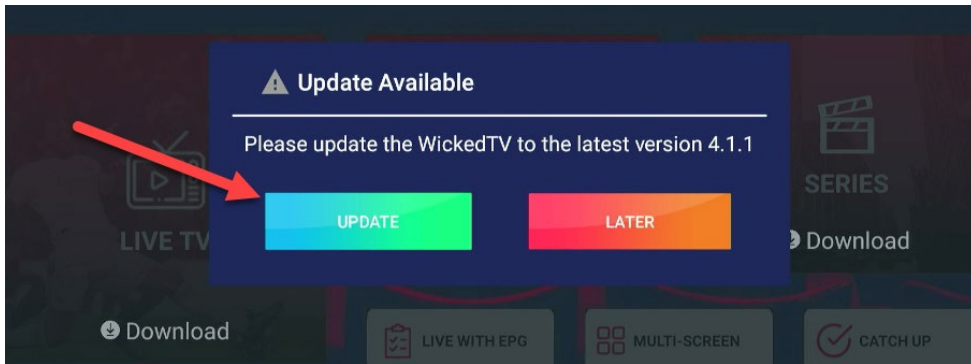 Update Available
Please update the WickedTV to the latest version 4.1.1
UPDATE
LATER
LIVE TV
SERIES
Download
Download
LIVE WITH EPG
MULTI-SCREEN
CATCH UP